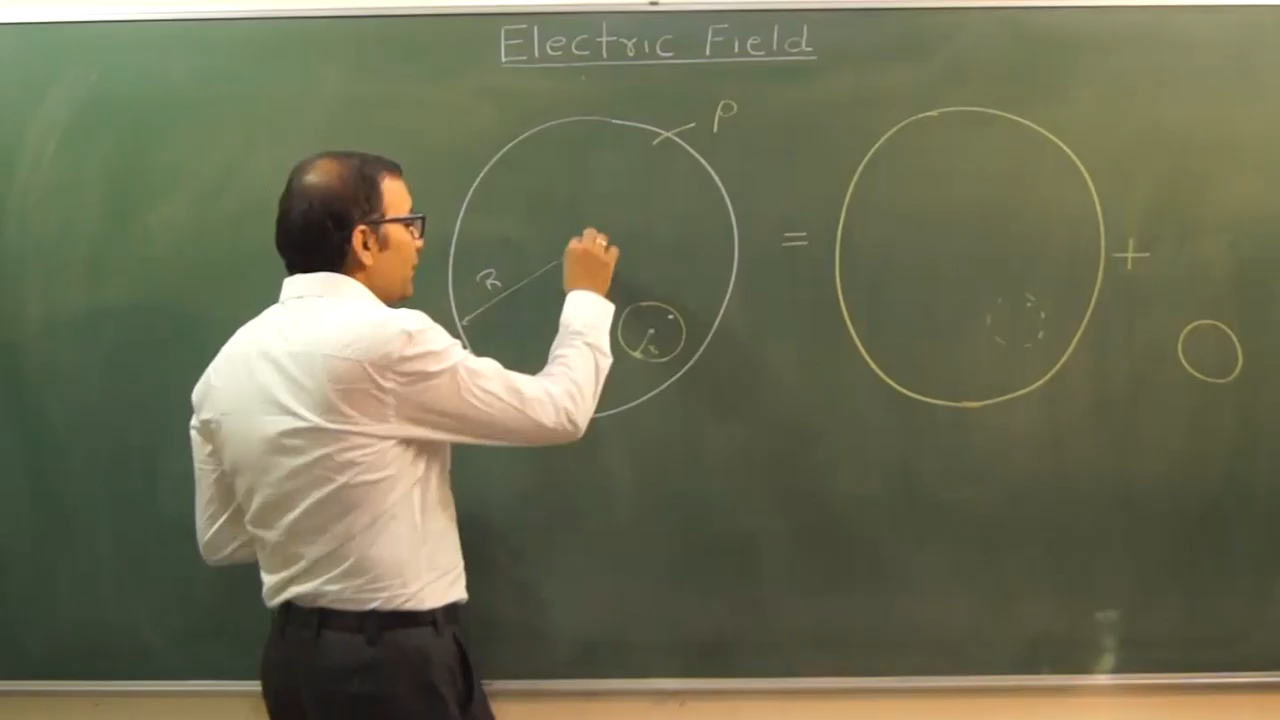 Electric Field
ρ
=
+
R
r